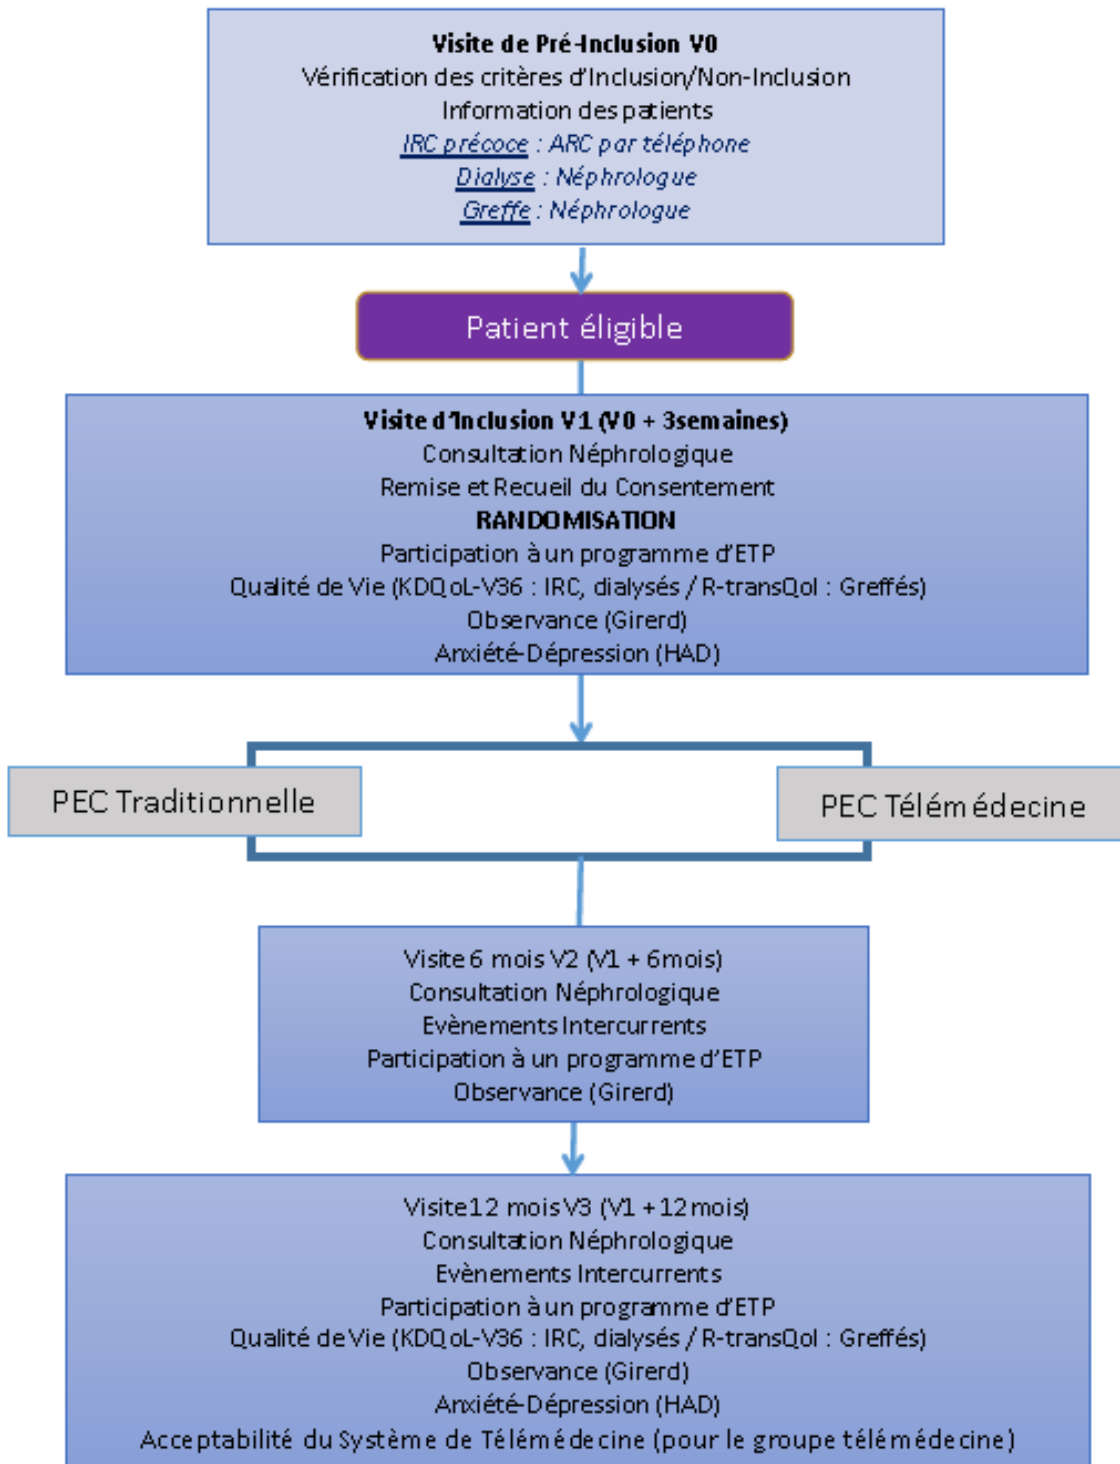 Visite de Pré-Inclusion V0
Vérification des critères d'Inclusion/Non-Inclusion
Information des patients
IRC précoce : ARC par téléphone
Dialyse : Néphrologue
Greffe : Néphrologue
Patient éligible
Visite d'Inclusion V1 (V0 + 3semaines)
Consultation Néphrologique
Remise et Recueil du Consentement
RANDOMISATION
Participation à un programme d'ETP
Qualité de Vie (KDQoL-V36 : IRC, dialysés / R-transQol : Greffés)
Observance (Girerd)
Anxiété-Dépression (HAD)
PEC Traditionnelle
PEC Télémédecine
Visite 6 mois V2 (V1 + 6mois)
Consultation Néphrologique
Evènements Intercurrents
Participation à un programme d'ETP
Observance (Girerd)
Visite12 mois V3 (V1 + 12mois)
Consultation Néphrologique
Evènements Intercurrents
Participation à un programme d'ETP
Qualité de Vie (KDQoL-V36 : IRC, dialysés / R-transQol : Greffés)
Observance (Girerd)
Anxiété-Dépression (HAD)
Acceptabilité du Système de Télémédecine (pour le groupe télémédecine)